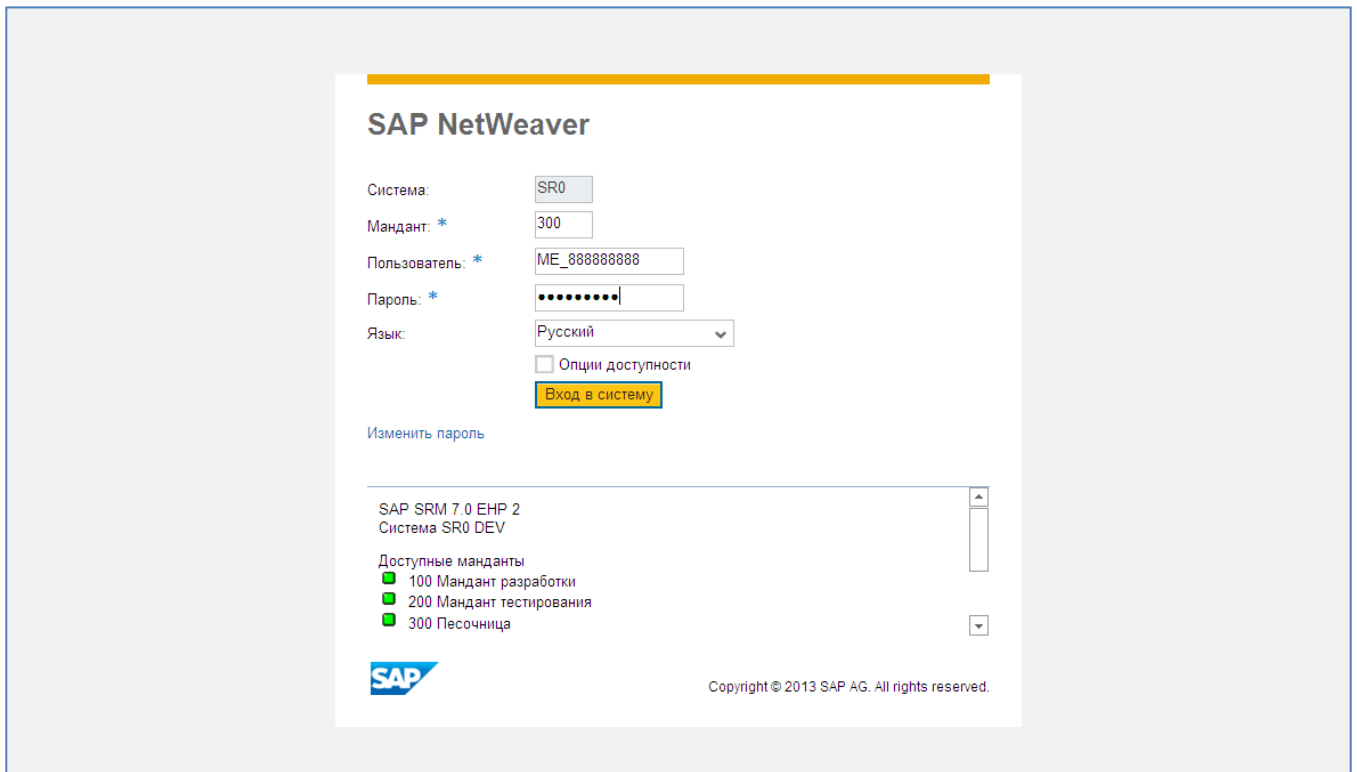 SAP NetWeaver
Система: SR0
Мандант: * 300
Пользователь: * ME_888888888
Пароль: * •••••••••
Язык: Русский
Опции доступности
Вход в систему
Изменить пароль
SAP SRM 7.0 EHP 2
Система SR0 DEV
Доступные манданты
100 Мандант разработки
200 Мандант тестирования
300 Песочница
SAP
Copyright © 2013 SAP AG. All rights reserved.